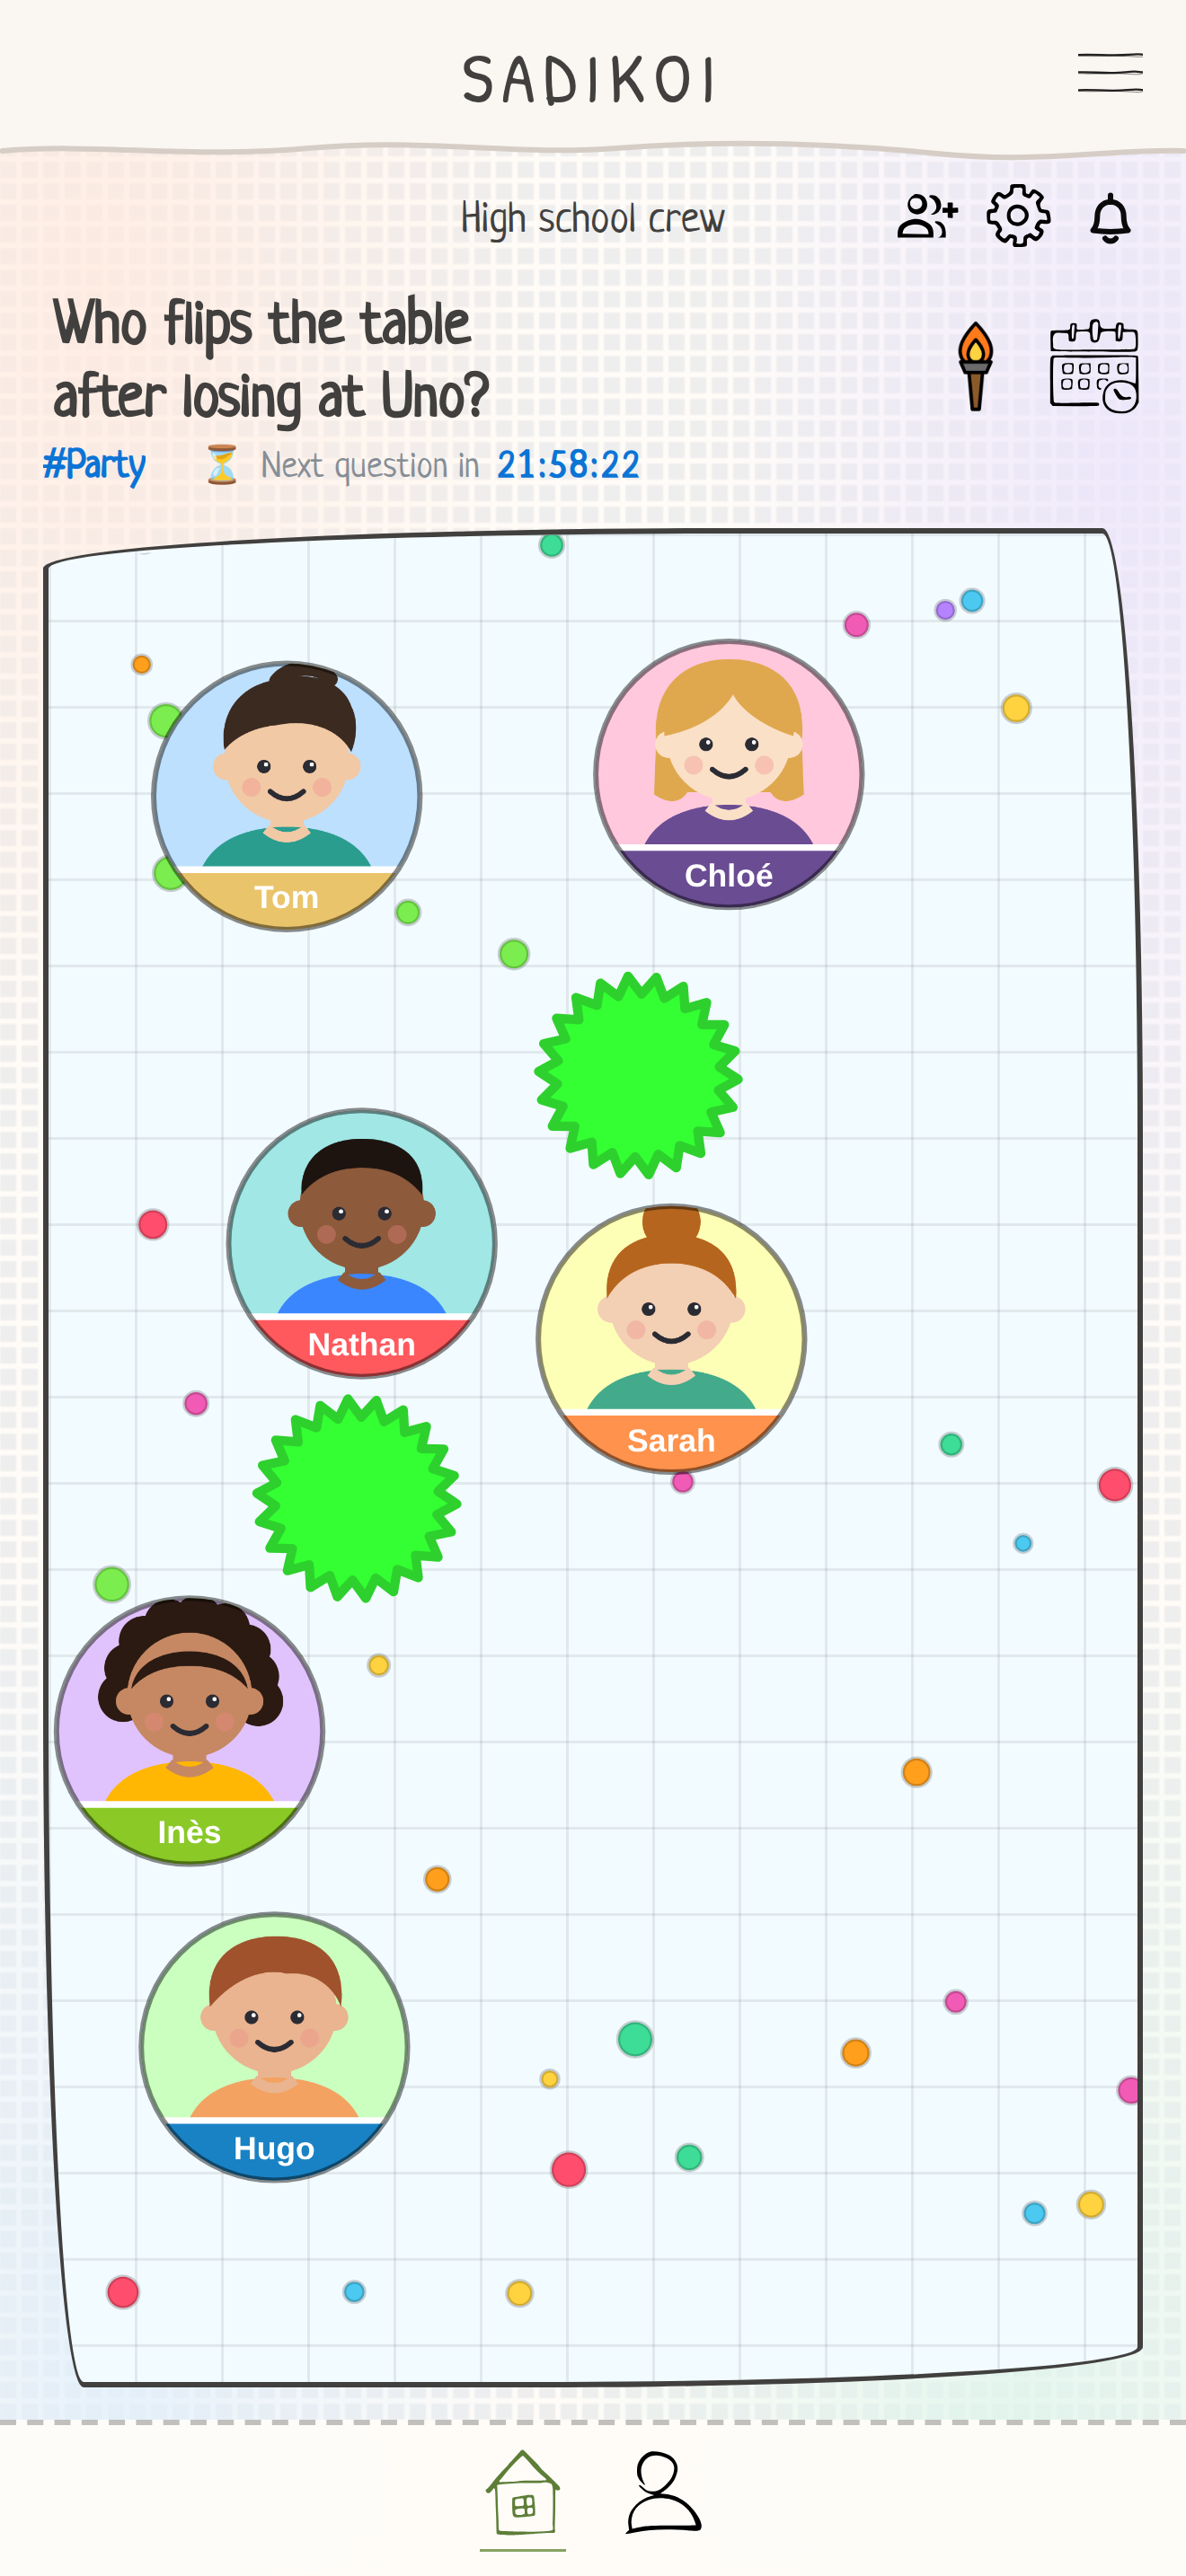 SADIKOI
High school crew
Who flips the table
after losing at Uno?
#Party ⏳ Next question in 21:58:22
Tom
Chloé
Nathan
Sarah
Inès
Hugo